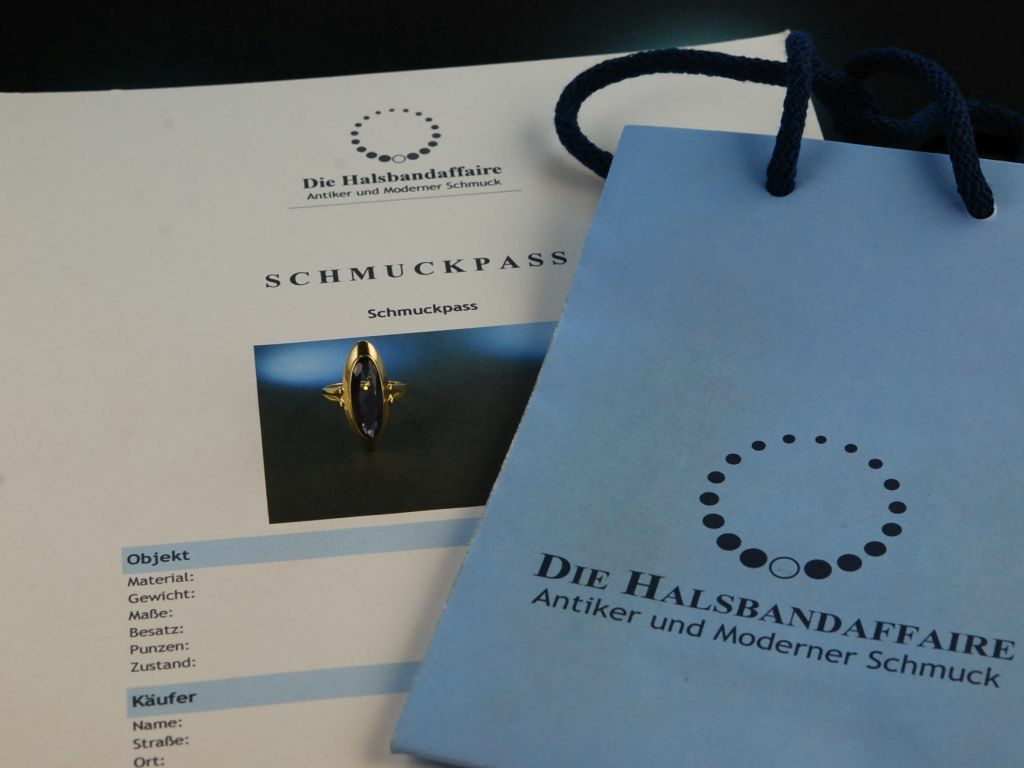 Die Halsbandaffaire
Antiker und Moderner Schmuck
SCHMUCKPASS
Schmuckpass
Objekt
Material:
Gewicht:
Maße:
Besatz:
Punzen:
Zustand:
Käufer
Name:
Straße:
Ort:
DIE HALSBANDAFFAIRE
Antiker und Moderner Schmuck